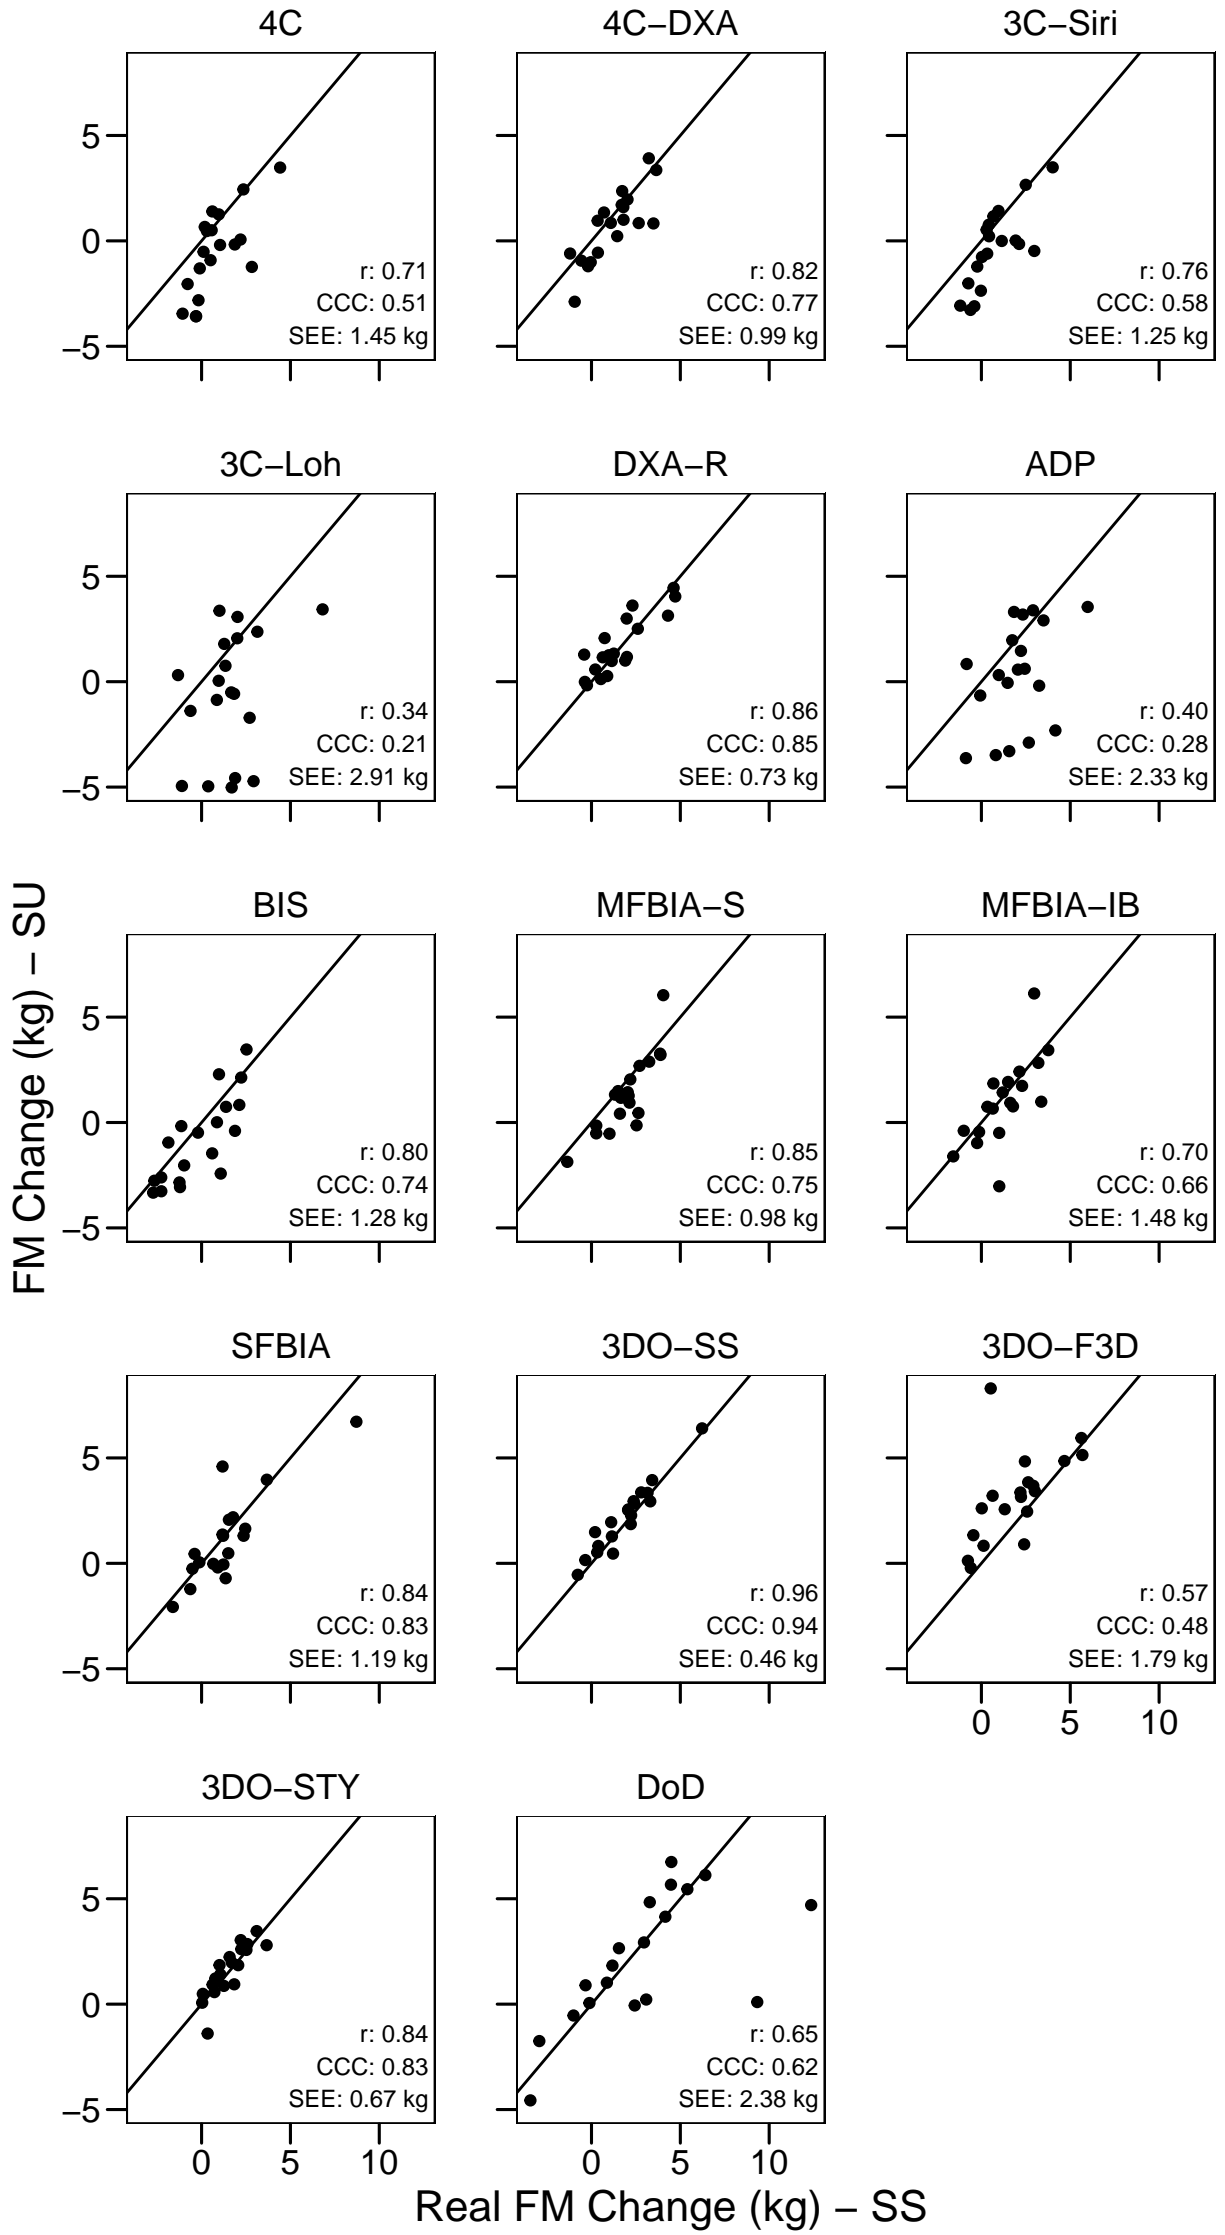 4C 4C−DXA 3C−Siri
5
0
−5
r: 0.71
CCC: 0.51
SEE: 1.45 kg
r: 0.82
CCC: 0.77
SEE: 0.99 kg
r: 0.76
CCC: 0.58
SEE: 1.25 kg
3C−Loh DXA−R ADP
5
0
−5
r: 0.34
CCC: 0.21
SEE: 2.91 kg
r: 0.86
CCC: 0.85
SEE: 0.73 kg
r: 0.40
CCC: 0.28
SEE: 2.33 kg
FM Change (kg) − SU
BIS MFBIA−S MFBIA−IB
5
0
−5
r: 0.80
CCC: 0.74
SEE: 1.28 kg
r: 0.85
CCC: 0.75
SEE: 0.98 kg
r: 0.70
CCC: 0.66
SEE: 1.48 kg
SFBIA 3DO−SS 3DO−F3D
5
0
−5
r: 0.84
CCC: 0.83
SEE: 1.19 kg
r: 0.96
CCC: 0.94
SEE: 0.46 kg
r: 0.57
CCC: 0.48
SEE: 1.79 kg
0 5 10
3DO−STY DoD
5
0
−5
r: 0.84
CCC: 0.83
SEE: 0.67 kg
r: 0.65
CCC: 0.62
SEE: 2.38 kg
0 5 10 0 5 10
Real FM Change (kg) − SS